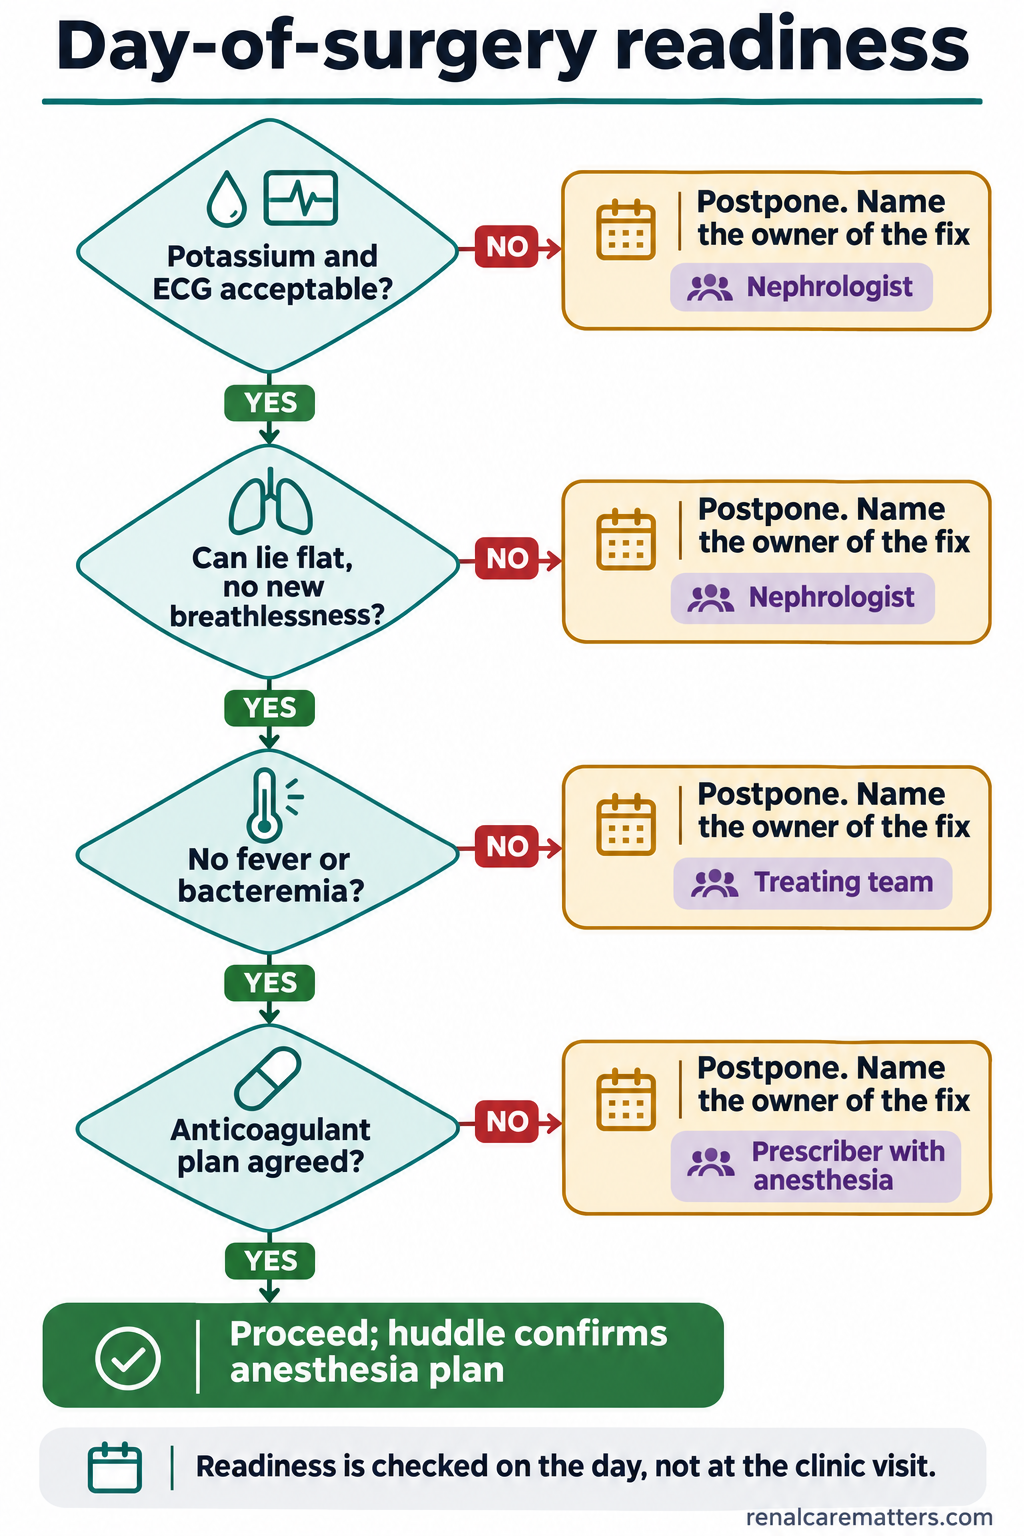 Day-of-surgery readiness
Potassium and
ECG acceptable?
NO
Postpone. Name
the owner of the fix
Nephrologist
YES
Can lie flat,
no new
breathlessness?
NO
Postpone. Name
the owner of the fix
Nephrologist
YES
No fever or
bacteremia?
NO
Postpone. Name
the owner of the fix
Treating team
YES
Anticoagulant
plan agreed?
NO
Postpone. Name
the owner of the fix
Prescriber with
anesthesia
YES
Proceed; huddle confirms
anesthesia plan
Readiness is checked on the day, not at the clinic visit.
renalcarematters.com